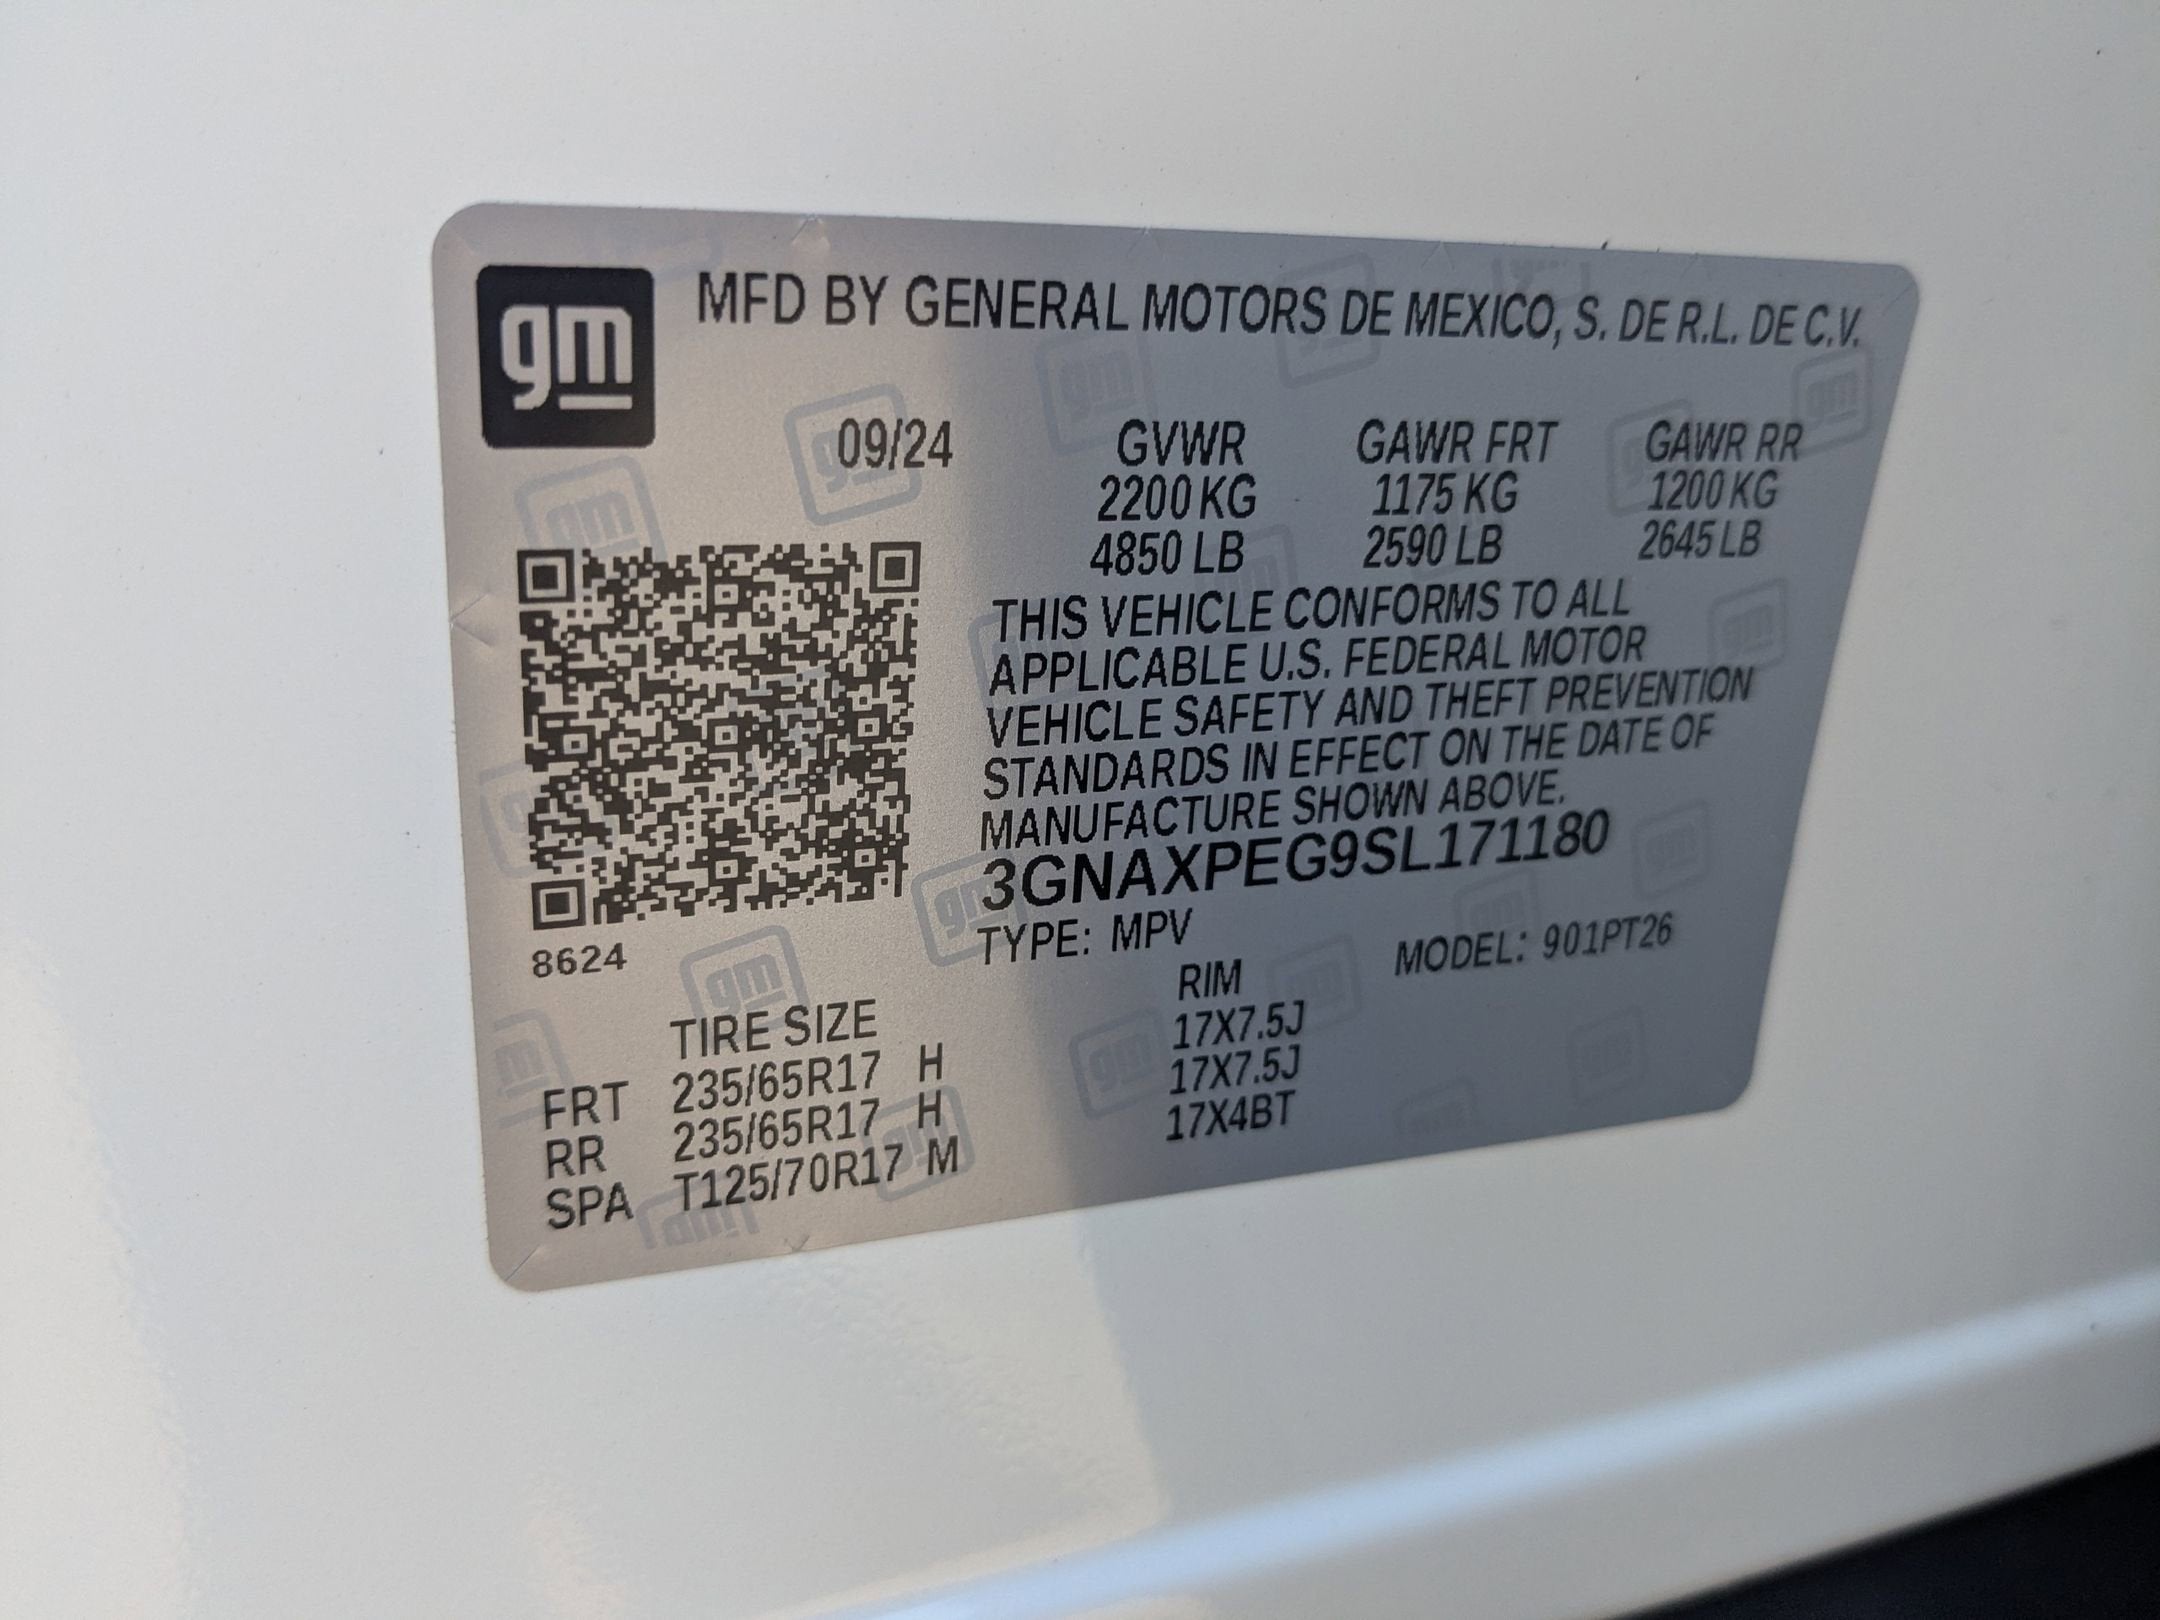 gm MFD BY GENERAL MOTORS DE MEXICO, S. DE R.L. DE C.V.
09/24 GVWR GAWR FRT GAWR RR
2200 KG 1175 KG 1200 KG
4850 LB 2590 LB 2645 LB
THIS VEHICLE CONFORMS TO ALL
APPLICABLE U.S. FEDERAL MOTOR
VEHICLE SAFETY AND THEFT PREVENTION
STANDARDS IN EFFECT ON THE DATE OF
MANUFACTURE SHOWN ABOVE.
3GNAXPEG9SL171180
8624 TYPE: MPV MODEL: 901PT26
TIRE SIZE RIM
FRT 235/65R17 H 17X7.5J
RR 235/65R17 H 17X7.5J
SPA T125/70R17 M 17X4BT